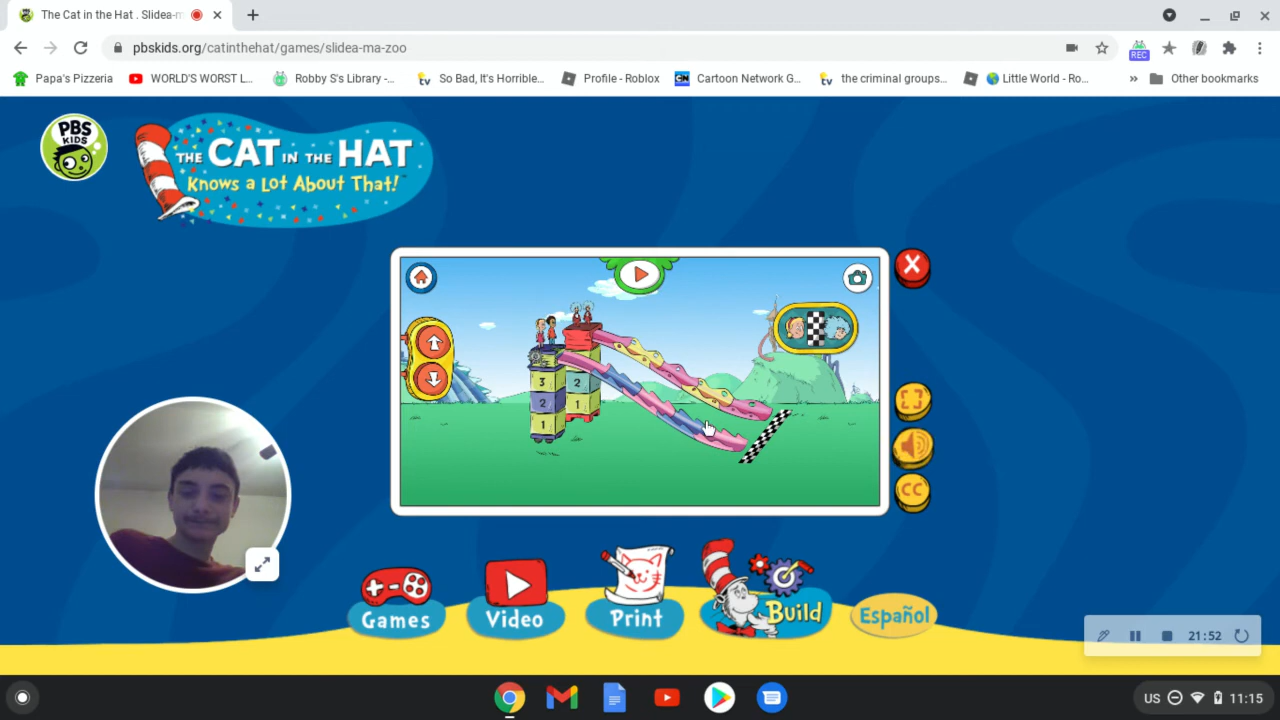 The Cat in the Hat . Slidea-m
pbskids.org/catinthehat/games/slidea-ma-zoo
REC
Papa's Pizzeria
WORLD'S WORST L...
Robby S's Library -...
tv
So Bad, It's Horrible...
Profile - Roblox
CN
Cartoon Network G...
tv
the criminal groups...
Little World - Ro...
»
Other bookmarks
PBS
KIDS
THE CAT IN THE HAT
Knows a Lot About That!
3
2
2
1
1
CC
Games
Video
Print
Build
Español
21:52
US
11:15